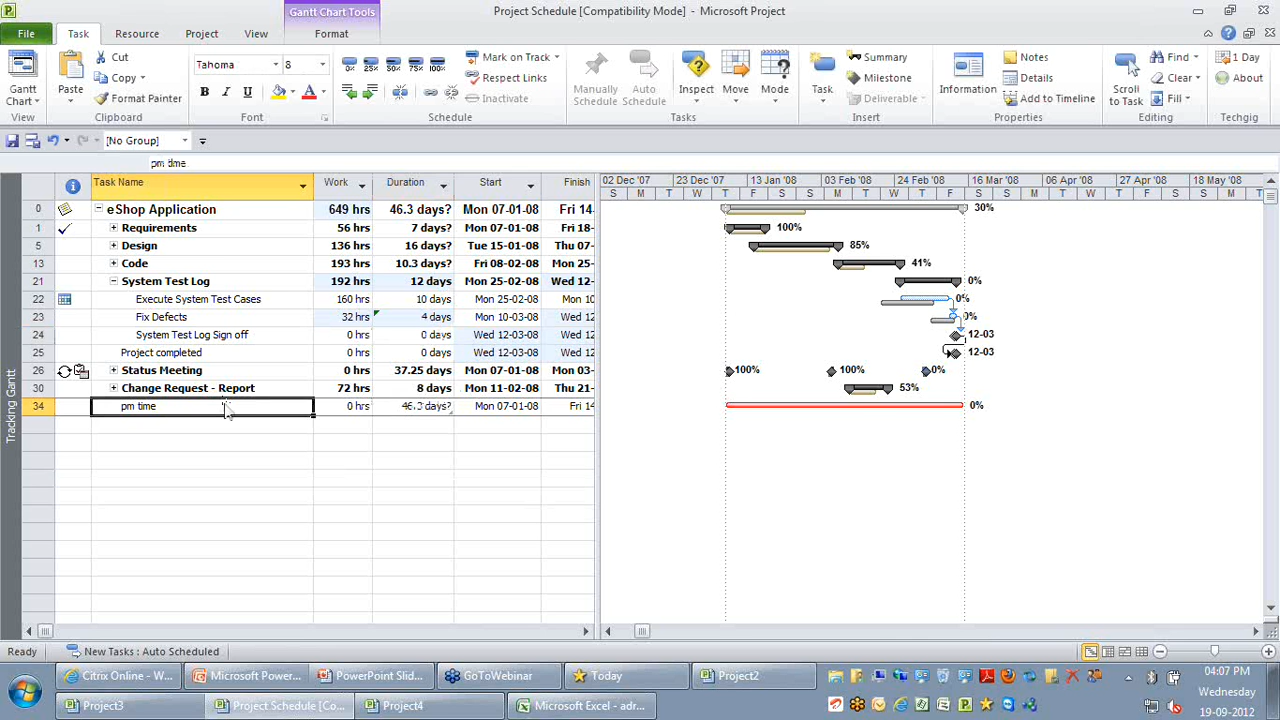 Project Schedule [Compatibility Mode] - Microsoft Project
Gantt Chart Tools
File Task Resource Project View Format
Gantt Chart
View
Paste
Cut
Copy
Format Painter
Clipboard
Tahoma 8
B I U A
Font
0% 25% 50% 75% 100%
Mark on Track
Respect Links
Inactivate
Schedule
Manually Schedule
Auto Schedule
Inspect
Move
Mode
Tasks
Task
Summary
Milestone
Deliverable
Insert
Information
Notes
Details
Add to Timeline
Properties
Scroll to Task
Find
Clear
Fill
Editing
1 Day
About
Techgig
[No Group]
pm time
Task Name Work Duration Start Finish
02 Dec '07 23 Dec '07 13 Jan '08 03 Feb '08 24 Feb '08 16 Mar '08 06 Apr '08 27 Apr '08 18 May '08
S M T W T F S S M T W T F S S M T W T F S S M T
0 eShop Application 649 hrs 46.3 days? Mon 07-01-08 Fri 14 30%
1 Requirements 56 hrs 7 days? Mon 07-01-08 Fri 18- 100%
5 Design 136 hrs 16 days? Tue 15-01-08 Thu 07- 85%
13 Code 193 hrs 10.3 days? Fri 08-02-08 Mon 25- 41%
21 System Test Log 192 hrs 12 days Mon 25-02-08 Wed 12- 0%
22 Execute System Test Cases 160 hrs 10 days Mon 25-02-08 Mon 10 0%
23 Fix Defects 32 hrs 4 days Mon 10-03-08 Wed 12 0%
24 System Test Log Sign off 0 hrs 0 days Wed 12-03-08 Wed 12 12-03
25 Project completed 0 hrs 0 days Wed 12-03-08 Wed 12 12-03
26 Status Meeting 0 hrs 37.25 days Mon 07-01-08 Mon 03- 100% 100% 0%
30 Change Request - Report 72 hrs 8 days Mon 11-02-08 Thu 21- 53%
34 pm time 0 hrs 46.3 days? Mon 07-01-08 Fri 14 0%
Tracking Gantt
Ready New Tasks : Auto Scheduled
Citrix Online - W... Microsoft Power... PowerPoint Slid... GoToWebinar Today Project2
Project3 Project Schedule [Co... Project4 Microsoft Excel - adr...
04:07 PM
Wednesday
19-09-2012